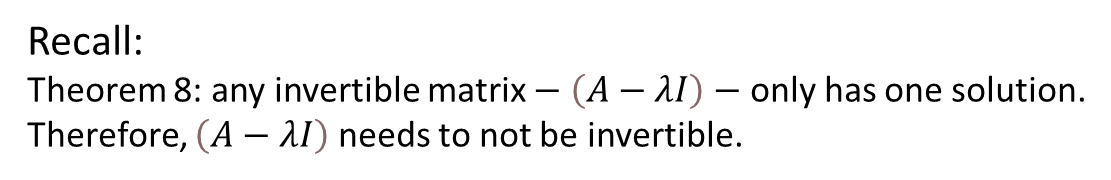 Recall:
Theorem 8: any invertible matrix – (A − λI) – only has one solution.
Therefore, (A − λI) needs to not be invertible.